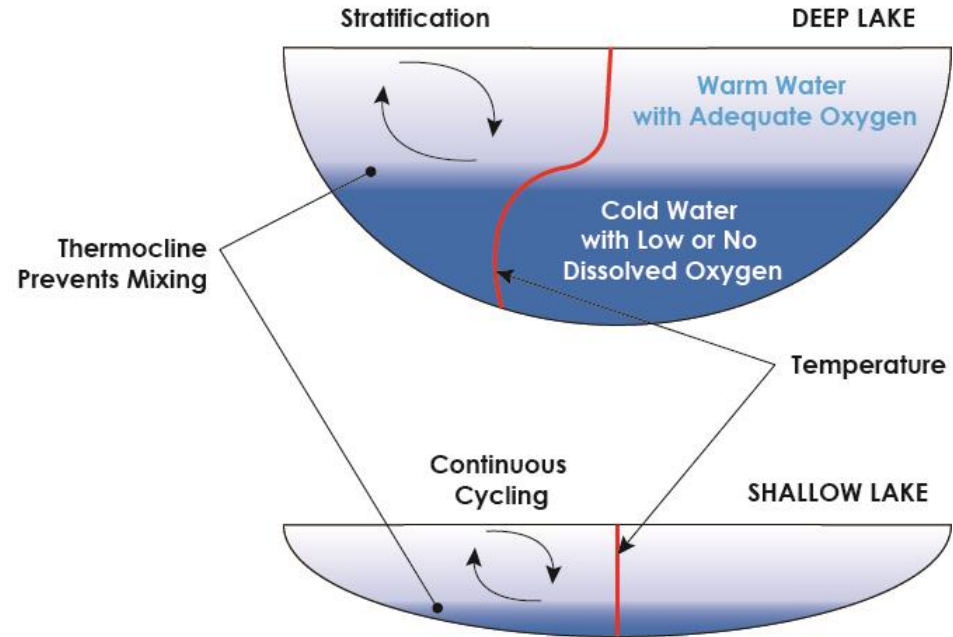 Stratification
DEEP LAKE
Warm Water
with Adequate Oxygen
Cold Water
with Low or No
Dissolved Oxygen
Thermocline
Prevents Mixing
Temperature
Continuous
Cycling
SHALLOW LAKE